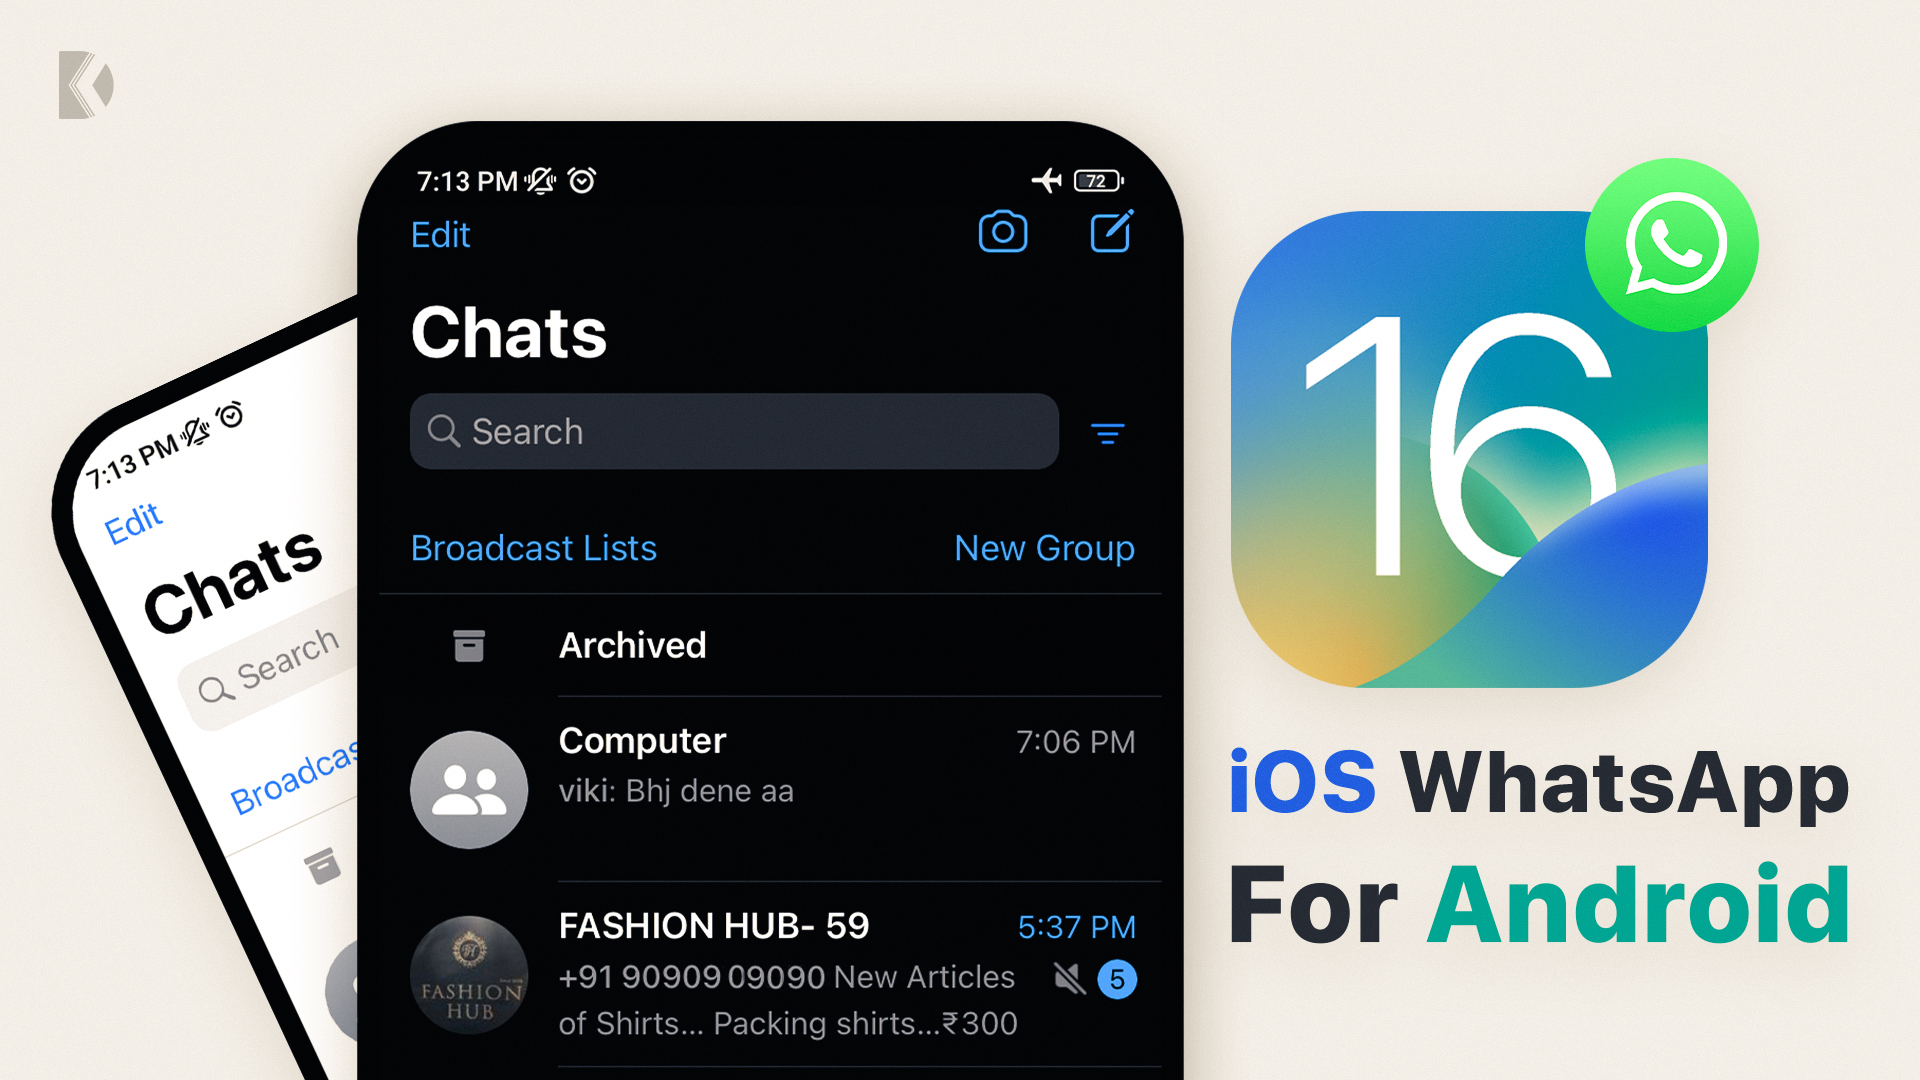 7:13 PM
72
Edit
Chats
Search
Broadcast Lists New Group
Archived
Computer 7:06 PM
viki: Bhj dene aa
FASHION HUB- 59 5:37 PM
+91 90909 09090 New Articles 5
of Shirts... Packing shirts...₹300
FASHION
HUB
7:13 PM
Edit
Chats
Search
Broadcas
16
iOS WhatsApp
For Android